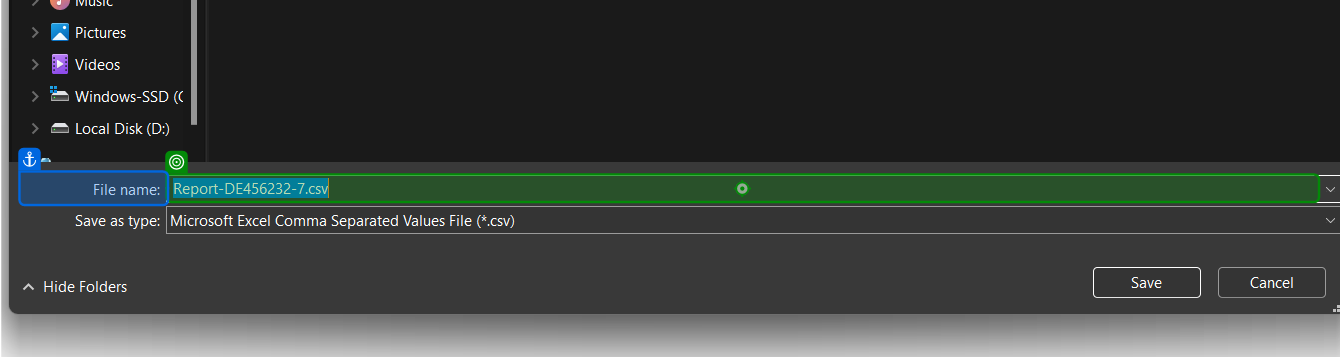 Music
Pictures
Videos
Windows-SSD (C
Local Disk (D:)
File name: Report-DE456232-7.csv
Save as type: Microsoft Excel Comma Separated Values File (*.csv)
Hide Folders
Save
Cancel